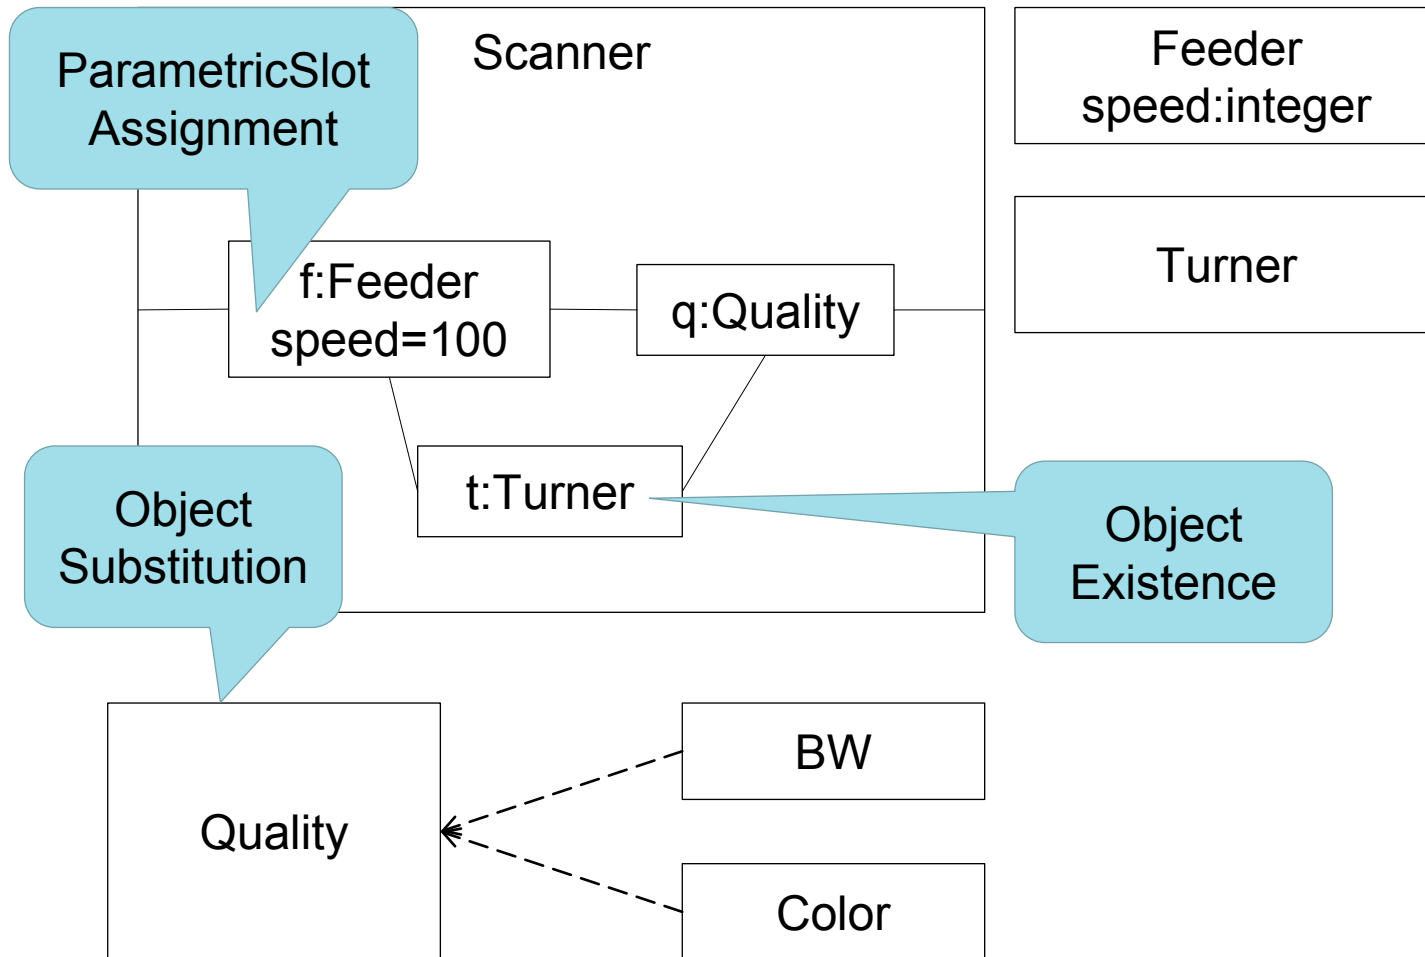 ParametricSlot
Assignment
Scanner
Feeder
speed:integer
Turner
f:Feeder
speed=100
q:Quality
t:Turner
Object
Substitution
Object
Existence
Quality
BW
Color